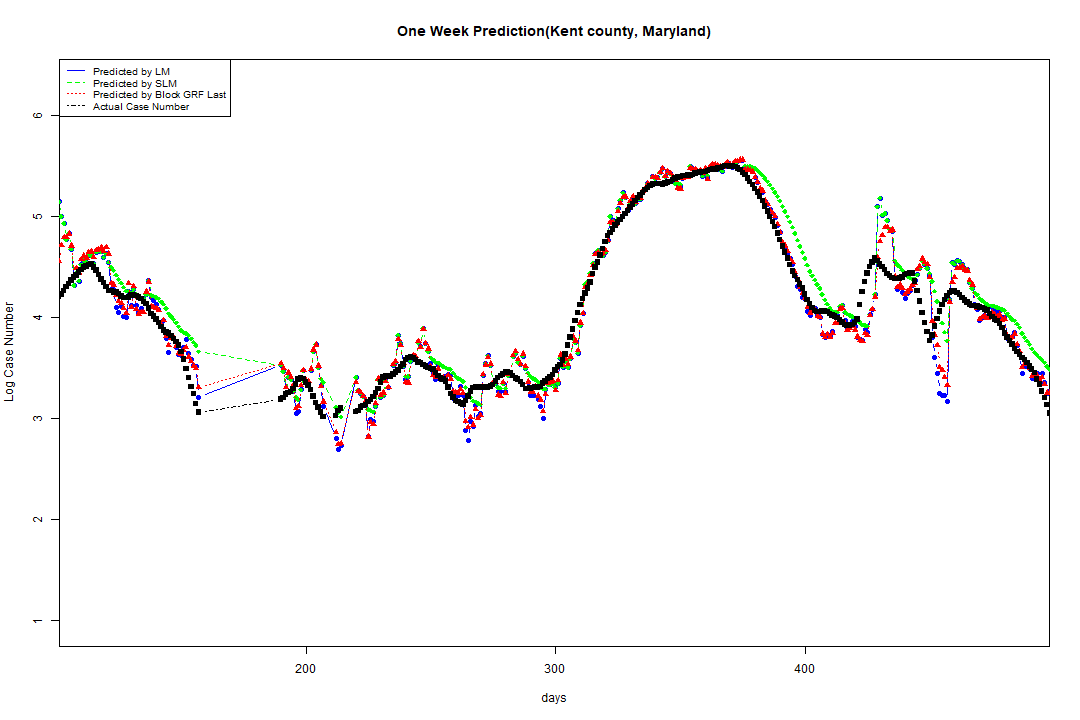 One Week Prediction(Kent county, Maryland)
Predicted by LM
Predicted by SLM
Predicted by Block GRF Last
Actual Case Number
6
5
4
3
2
1
Log Case Number
200 300 400
days